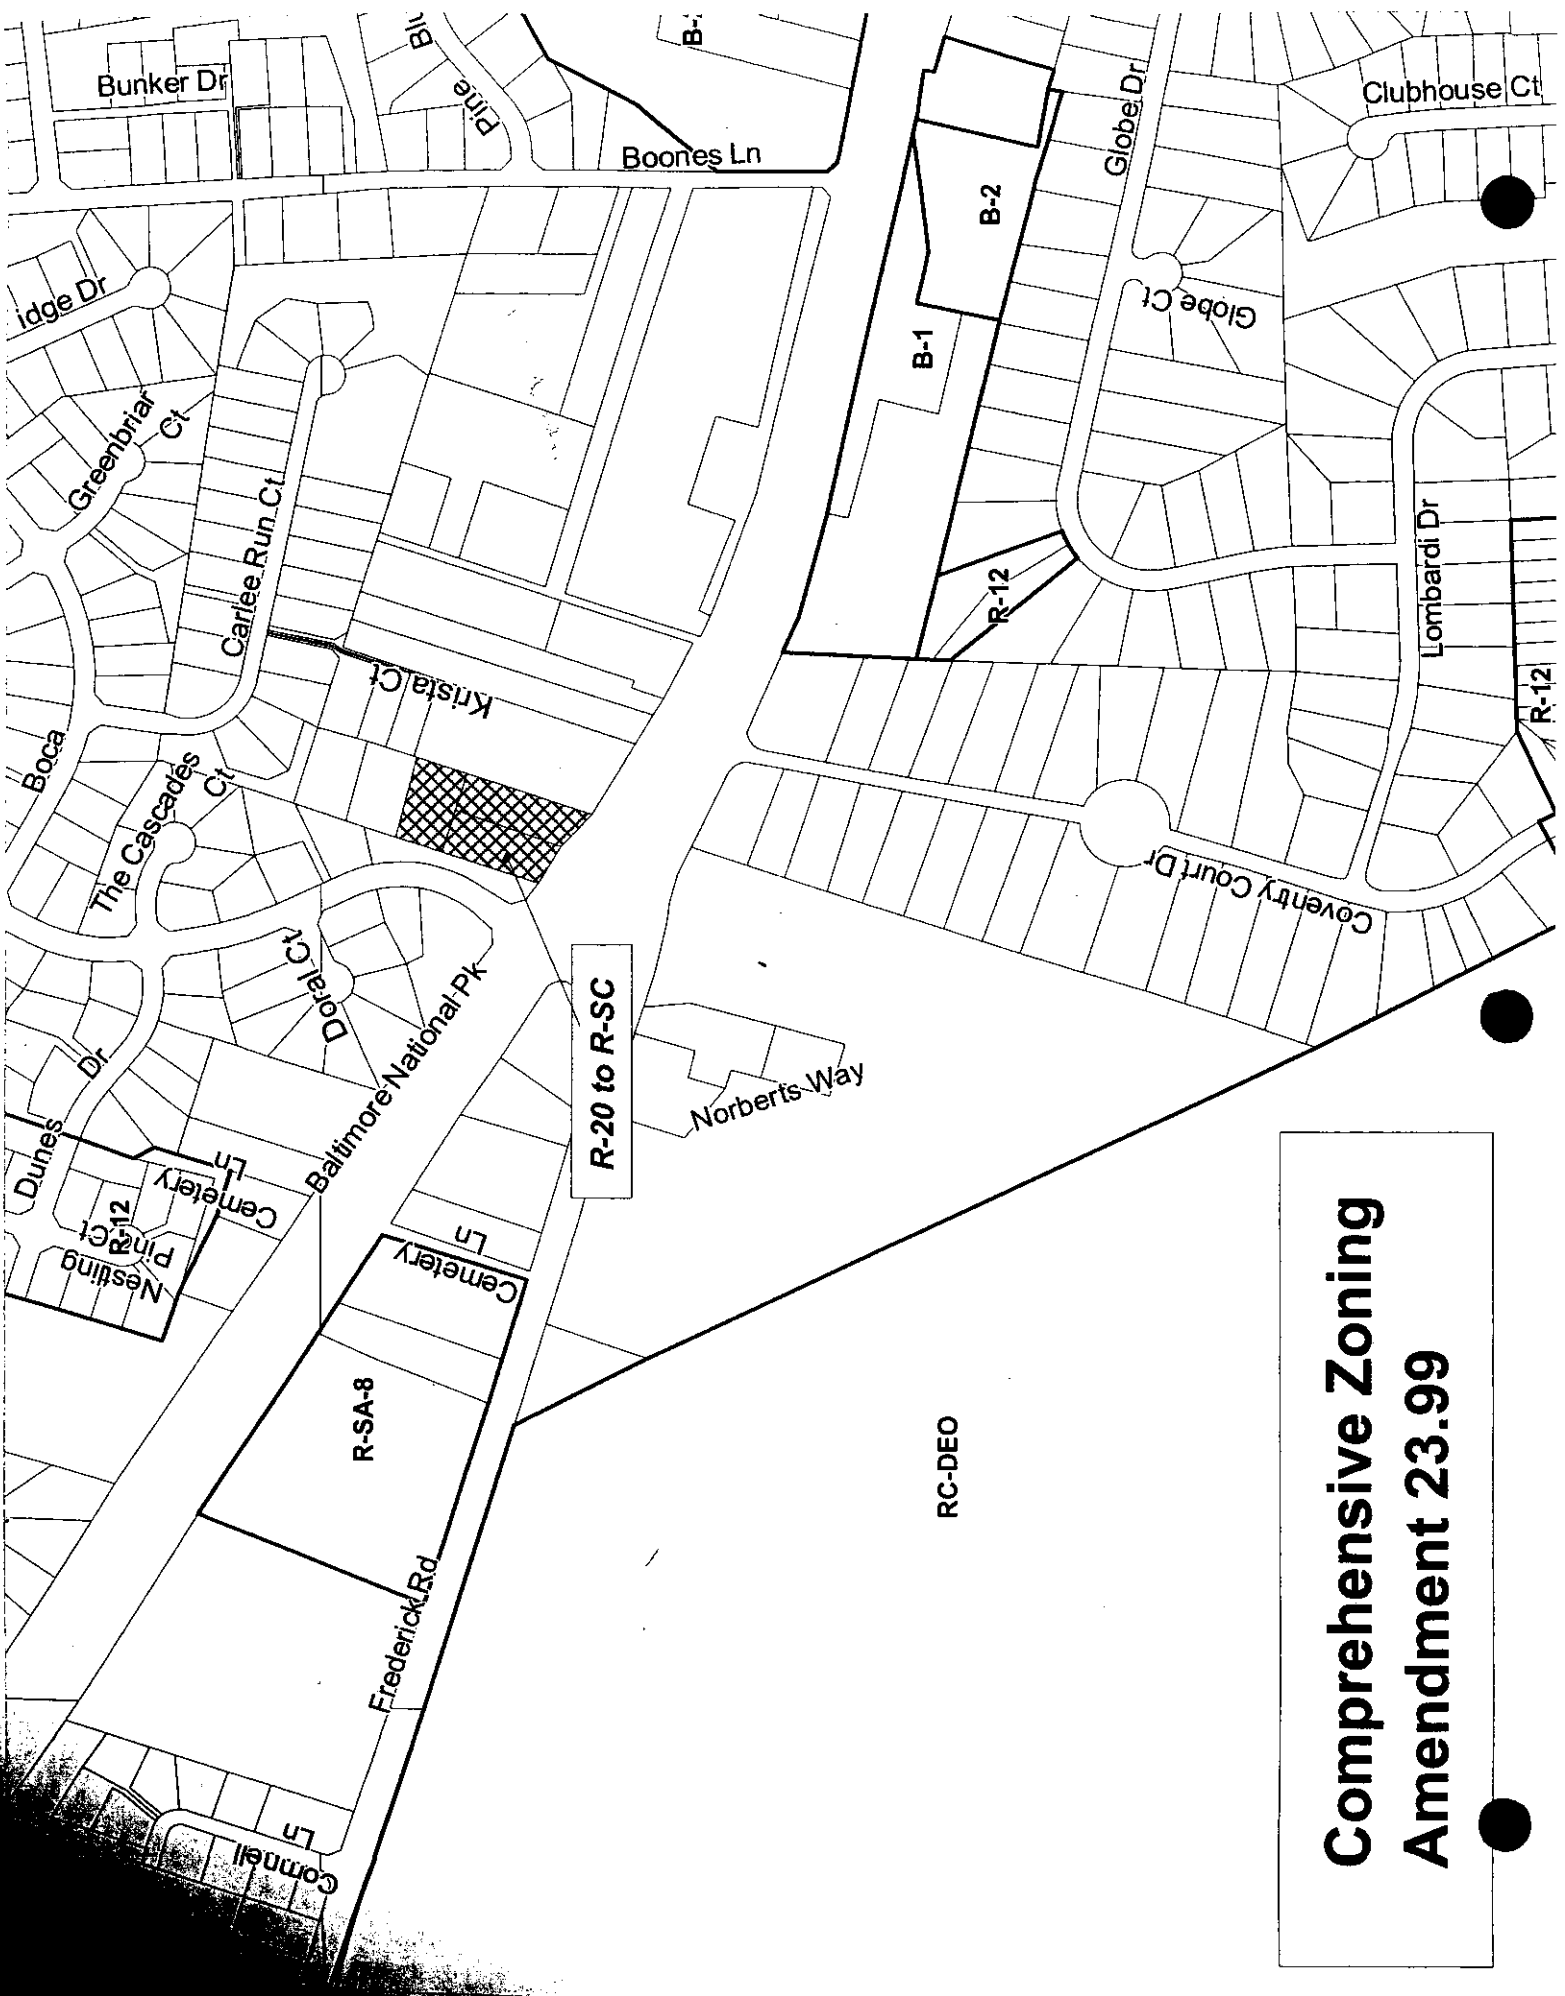 Bunker Dr
Pine
Boones Ln
idge Dr
Greenbriar
Ct
Carlee Run Ct
Krista Ct
Boca
The Cascades
Ct
Doral Ct
Dunes
Dr
Baltimore National Pk
Cemetery
Ln
R-12
Nestling
Pine Ct
R-SA-8
Cemetery
Ln
Frederick Rd
Cornnell
Ln
R-20 to R-SC
Norberts Way
RC-DEO
B-1
B-2
R-12
Globe Dr
Globe Ct
Clubhouse Ct
Lombardi Dr
R-12
Coventry Court Dr
Comprehensive Zoning
Amendment 23.99